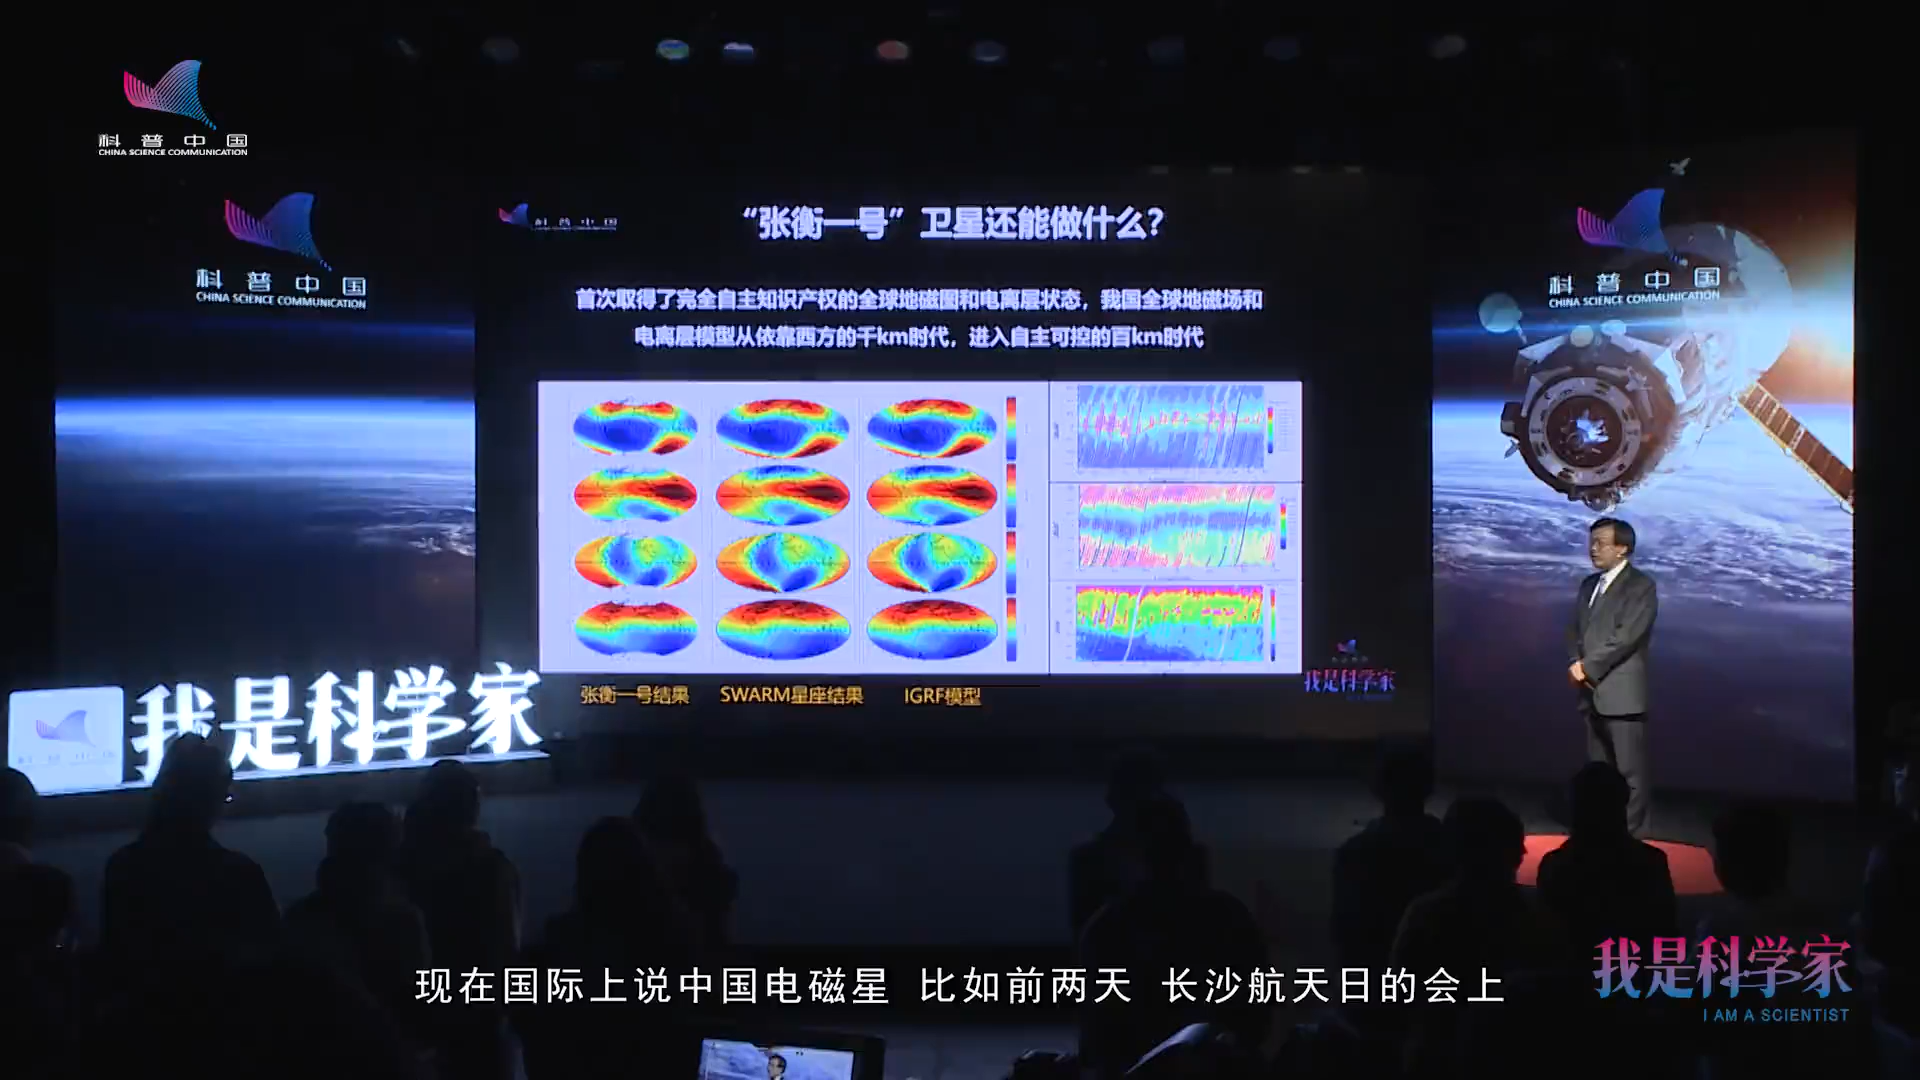 科普中国
CHINA SCIENCE COMMUNICATION
科普中国
CHINA SCIENCE COMMUNICATION
科普中国
“张衡一号”卫星还能做什么？
首次取得了完全自主知识产权的全球地磁图和电离层状态，我国全球地磁场和
电离层模型从依靠西方的千km时代，进入自主可控的百km时代
张衡一号结果
SWARM星座结果
IGRF模型
我是科学家
科普中国
CHINA SCIENCE COMMUNICATION
我是科学家
现在国际上说中国电磁星 比如前两天 长沙航天日的会上
我是科学家
I AM A SCIENTIST